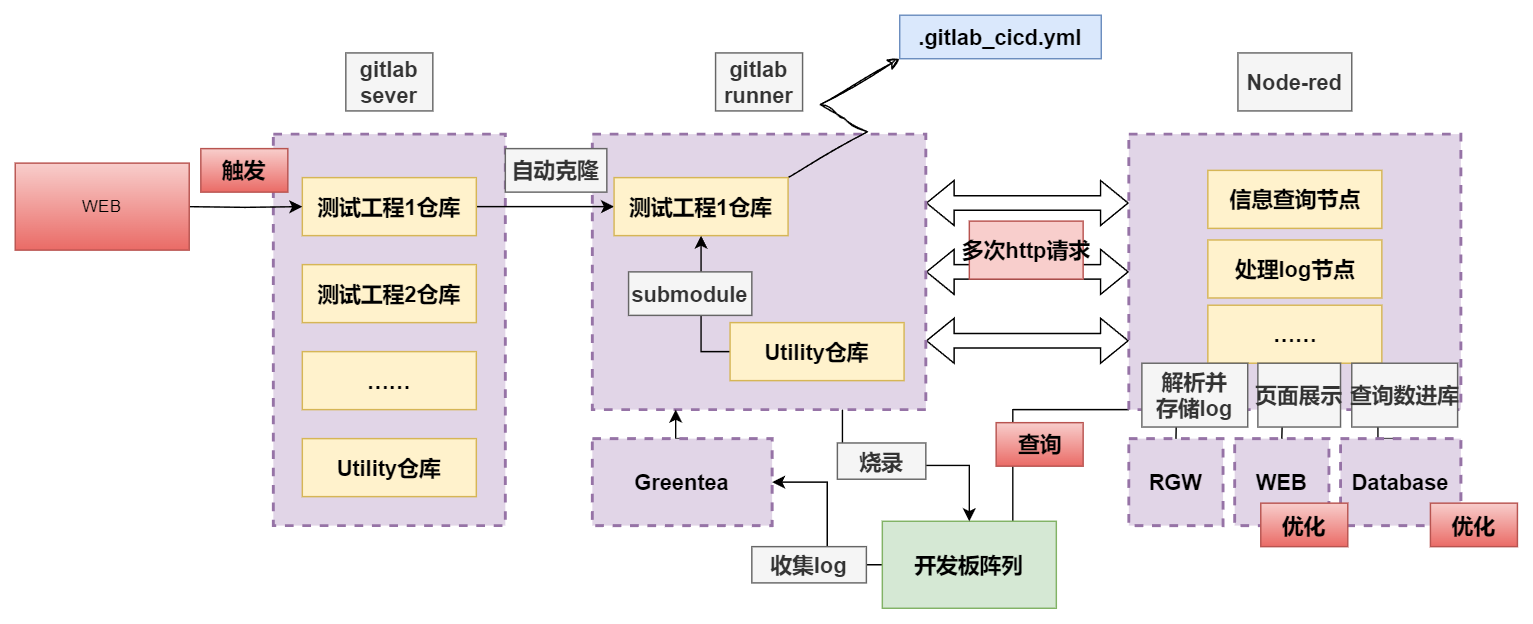 .gitlab_cicd.yml
gitlab
sever
gitlab
runner
Node-red
WEB
触发
测试工程1仓库
测试工程2仓库
……
Utility仓库
自动克隆
测试工程1仓库
submodule
Utility仓库
多次http请求
信息查询节点
处理log节点
……
解析并
存储log
页面展示
查询数进库
Greentea
烧录
查询
RGW
WEB
Database
优化
优化
收集log
开发板阵列